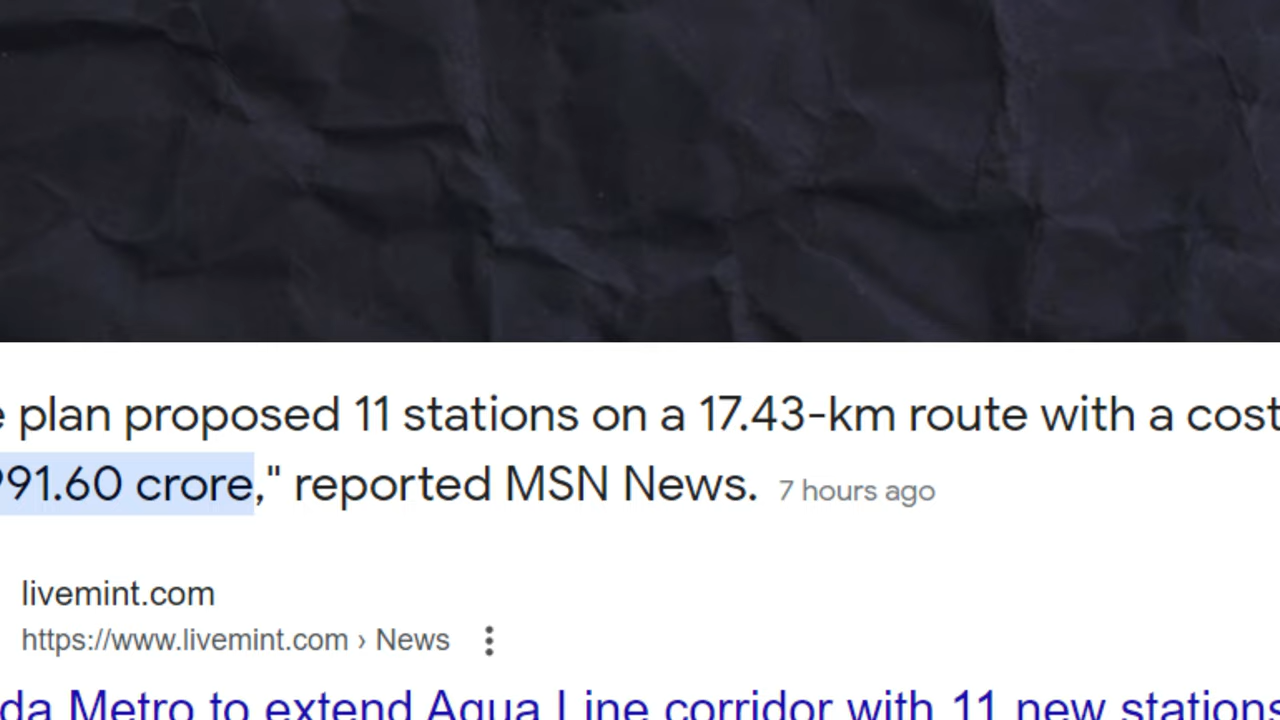 plan proposed 11 stations on a 17.43-km route with a cost
91.60 crore," reported MSN News. 7 hours ago
livemint.com
https://www.livemint.com › News
Metro to extend Aqua Line corridor with 11 new stations